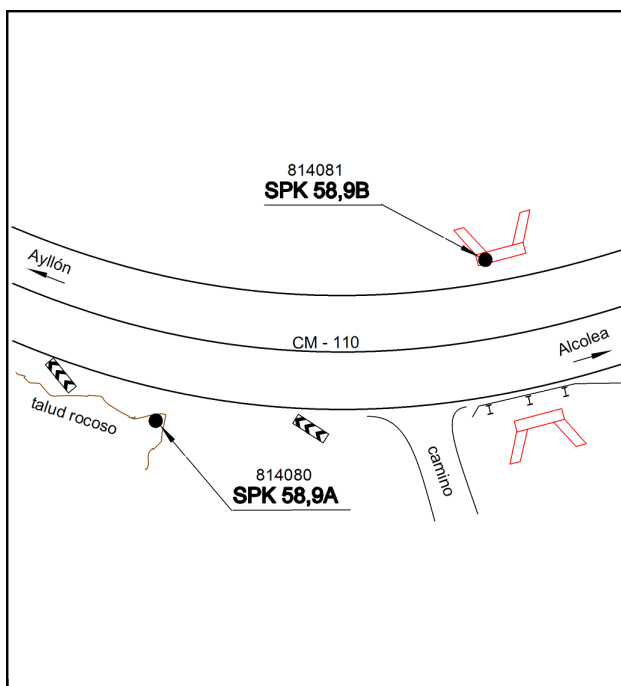 814081
SPK 58,9B
Ayllón
CM - 110
Alcolea
talud rocoso
camino
814080
SPK 58,9A